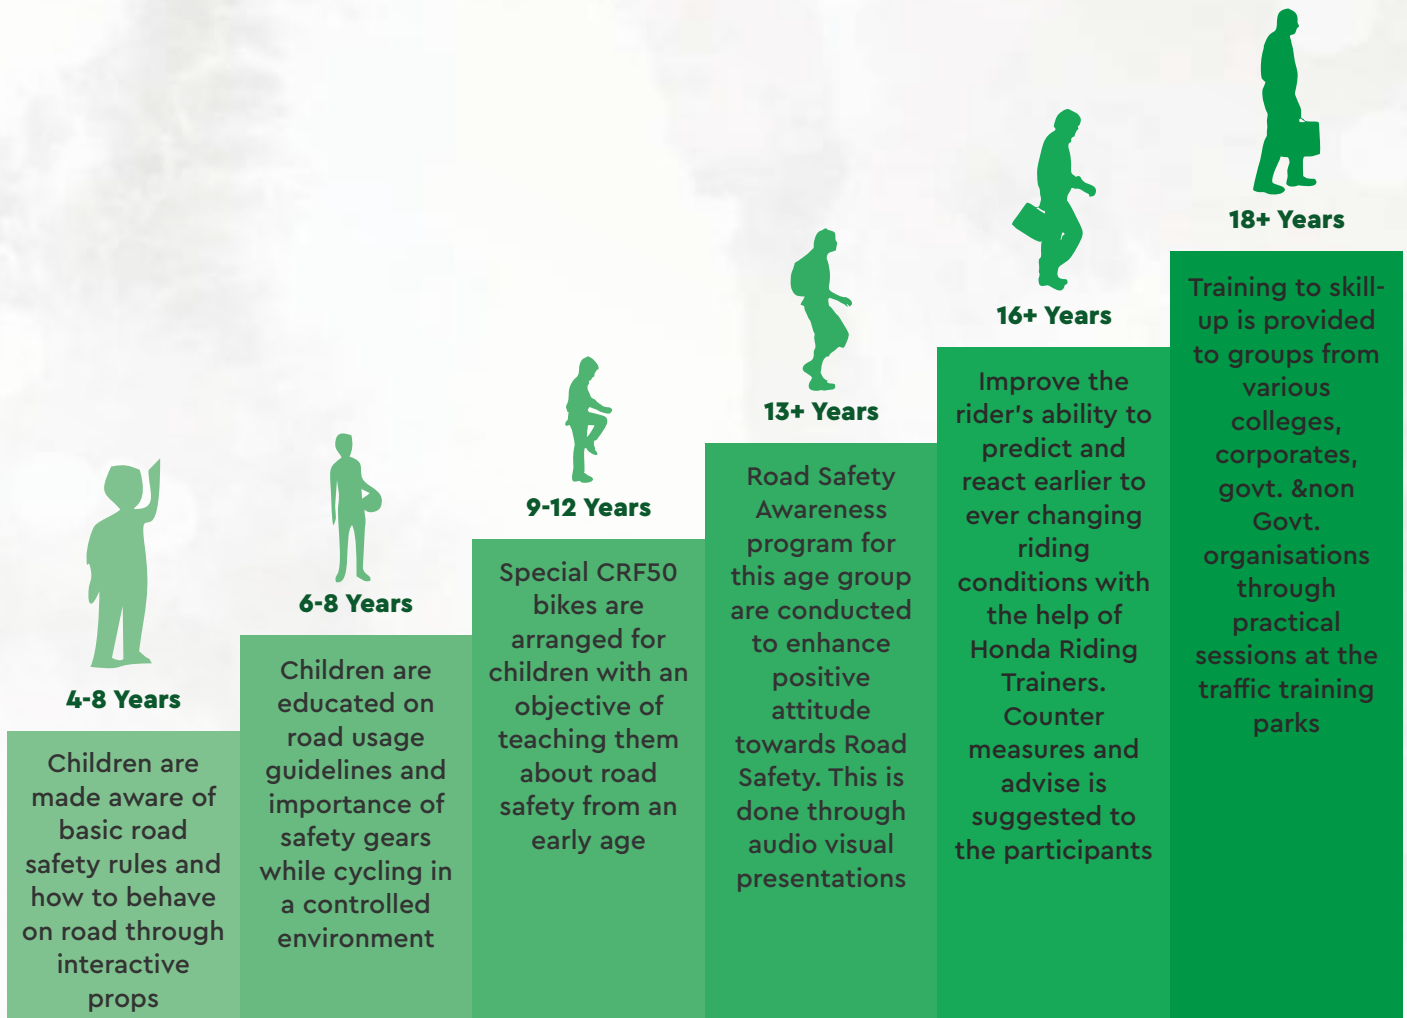 4-8 Years
Children are
made aware of
basic road
safety rules and
how to behave
on road through
interactive
props
6-8 Years
Children are
educated on
road usage
guidelines and
importance of
safety gears
while cycling in
a controlled
environment
9-12 Years
Special CRF50
bikes are
arranged for
children with an
objective of
teaching them
about road
safety from an
early age
13+ Years
Road Safety
Awareness
program for
this age group
are conducted
to enhance
positive
attitude
towards Road
Safety. This is
done through
audio visual
presentations
16+ Years
Improve the
rider's ability to
predict and
react earlier to
ever changing
riding
conditions with
the help of
Honda Riding
Trainers.
Counter
measures and
advise is
suggested to
the participants
18+ Years
Training to skill-
up is provided
to groups from
various
colleges,
corporates,
govt. &non
Govt.
organisations
through
practical
sessions at the
traffic training
parks